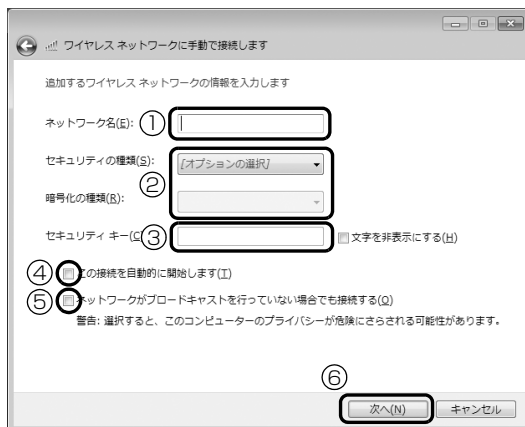 ワイヤレス ネットワークに手動で接続します
追加するワイヤレス ネットワークの情報を入力します
ネットワーク名(E): ①
セキュリティの種類(S): [オプションの選択]
②
暗号化の種類(R):
セキュリティ キー(C ③ 文字を非表示にする(H)
④ この接続を自動的に開始します(T)
⑤ ネットワークがブロードキャストを行っていない場合でも接続する(O)
警告: 選択すると、このコンピューターのプライバシーが危険にさらされる可能性があります。
⑥
次へ(N) キャンセル